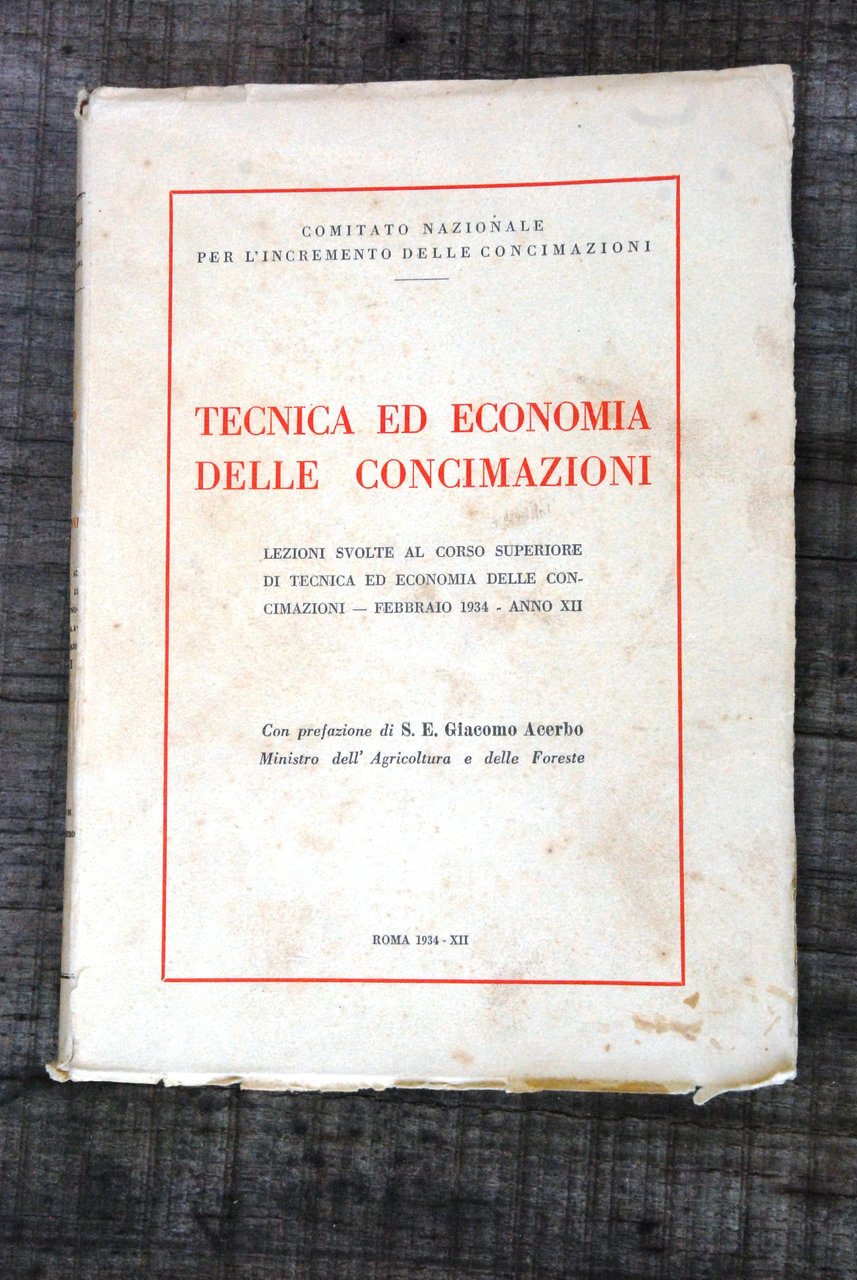 COMITATO NAZIONALE
PER L'INCREMENTO DELLE CONCIMAZIONI
TECNICA ED ECONOMIA
DELLE CONCIMAZIONI
LEZIONI SVOLTE AL CORSO SUPERIORE
DI TECNICA ED ECONOMIA DELLE CON-
CIMAZIONI — FEBBRAIO 1934 - ANNO XII
Con prefazione di S. E. Giacomo Acerbo
Ministro dell' Agricoltura e delle Foreste
ROMA 1934 - XII